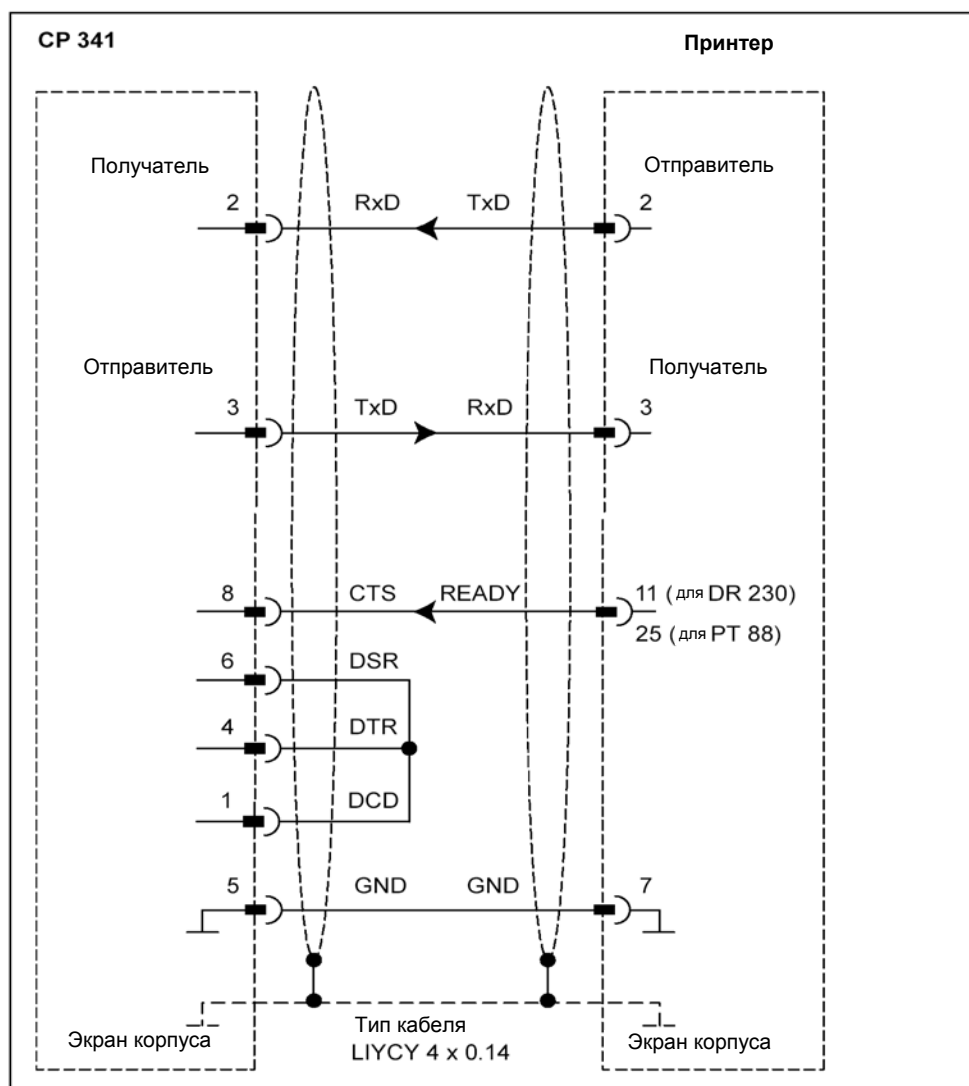 CP 341 Принтер
Получатель Отправитель
2 RxD TxD 2
Отправитель Получатель
3 TxD RxD 3
8 CTS READY 11 (для DR 230)
25 (для PT 88)
6 DSR
4 DTR
1 DCD
5 GND GND 7
Экран корпуса Тип кабеля Экран корпуса
LIYCY 4 x 0.14